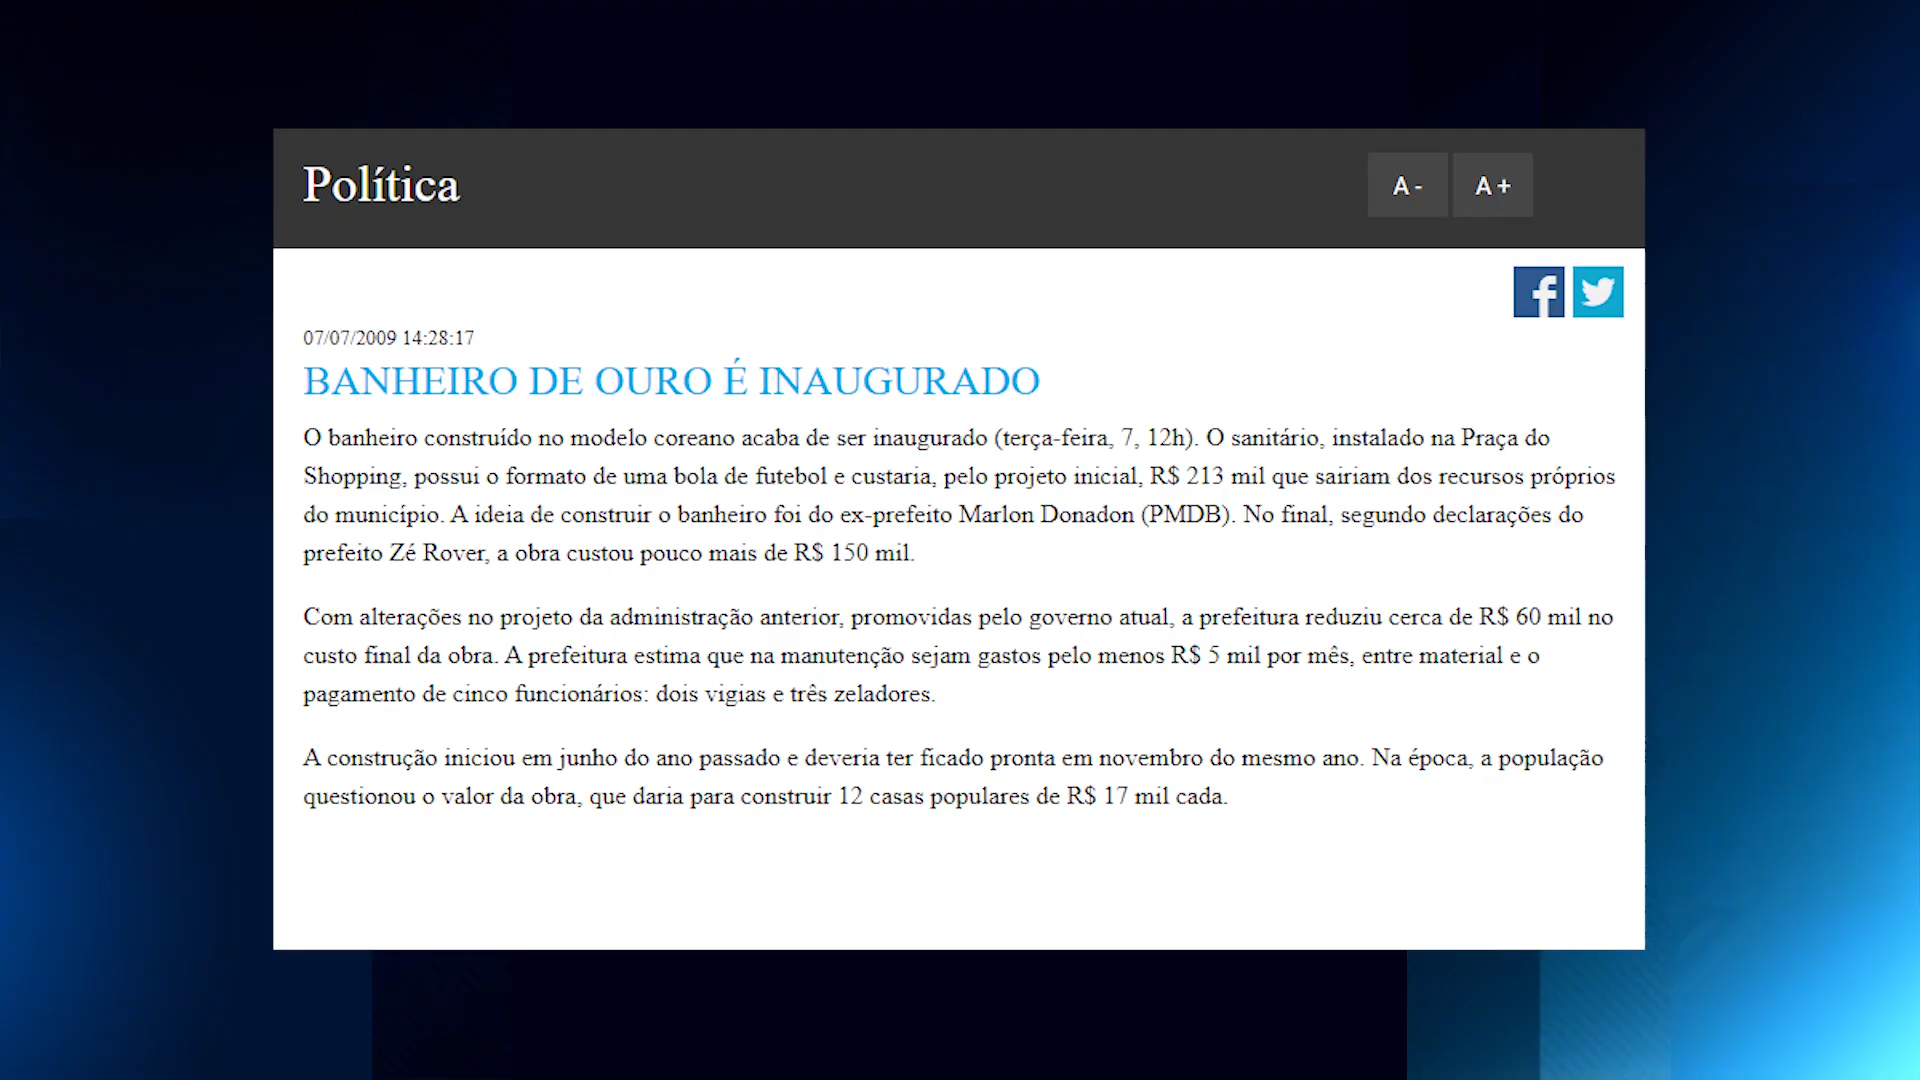 Política
A -
A +
07/07/2009 14:28:17
BANHEIRO DE OURO É INAUGURADO
O banheiro construído no modelo coreano acaba de ser inaugurado (terça-feira, 7, 12h). O sanitário, instalado na Praça do
Shopping, possui o formato de uma bola de futebol e custaria, pelo projeto inicial, R$ 213 mil que sairiam dos recursos próprios
do município. A ideia de construir o banheiro foi do ex-prefeito Marlon Donadon (PMDB). No final, segundo declarações do
prefeito Zé Rover, a obra custou pouco mais de R$ 150 mil.
Com alterações no projeto da administração anterior, promovidas pelo governo atual, a prefeitura reduziu cerca de R$ 60 mil no
custo final da obra. A prefeitura estima que na manutenção sejam gastos pelo menos R$ 5 mil por mês, entre material e o
pagamento de cinco funcionários: dois vigias e três zeladores.
A construção iniciou em junho do ano passado e deveria ter ficado pronta em novembro do mesmo ano. Na época, a população
questionou o valor da obra, que daria para construir 12 casas populares de R$ 17 mil cada.